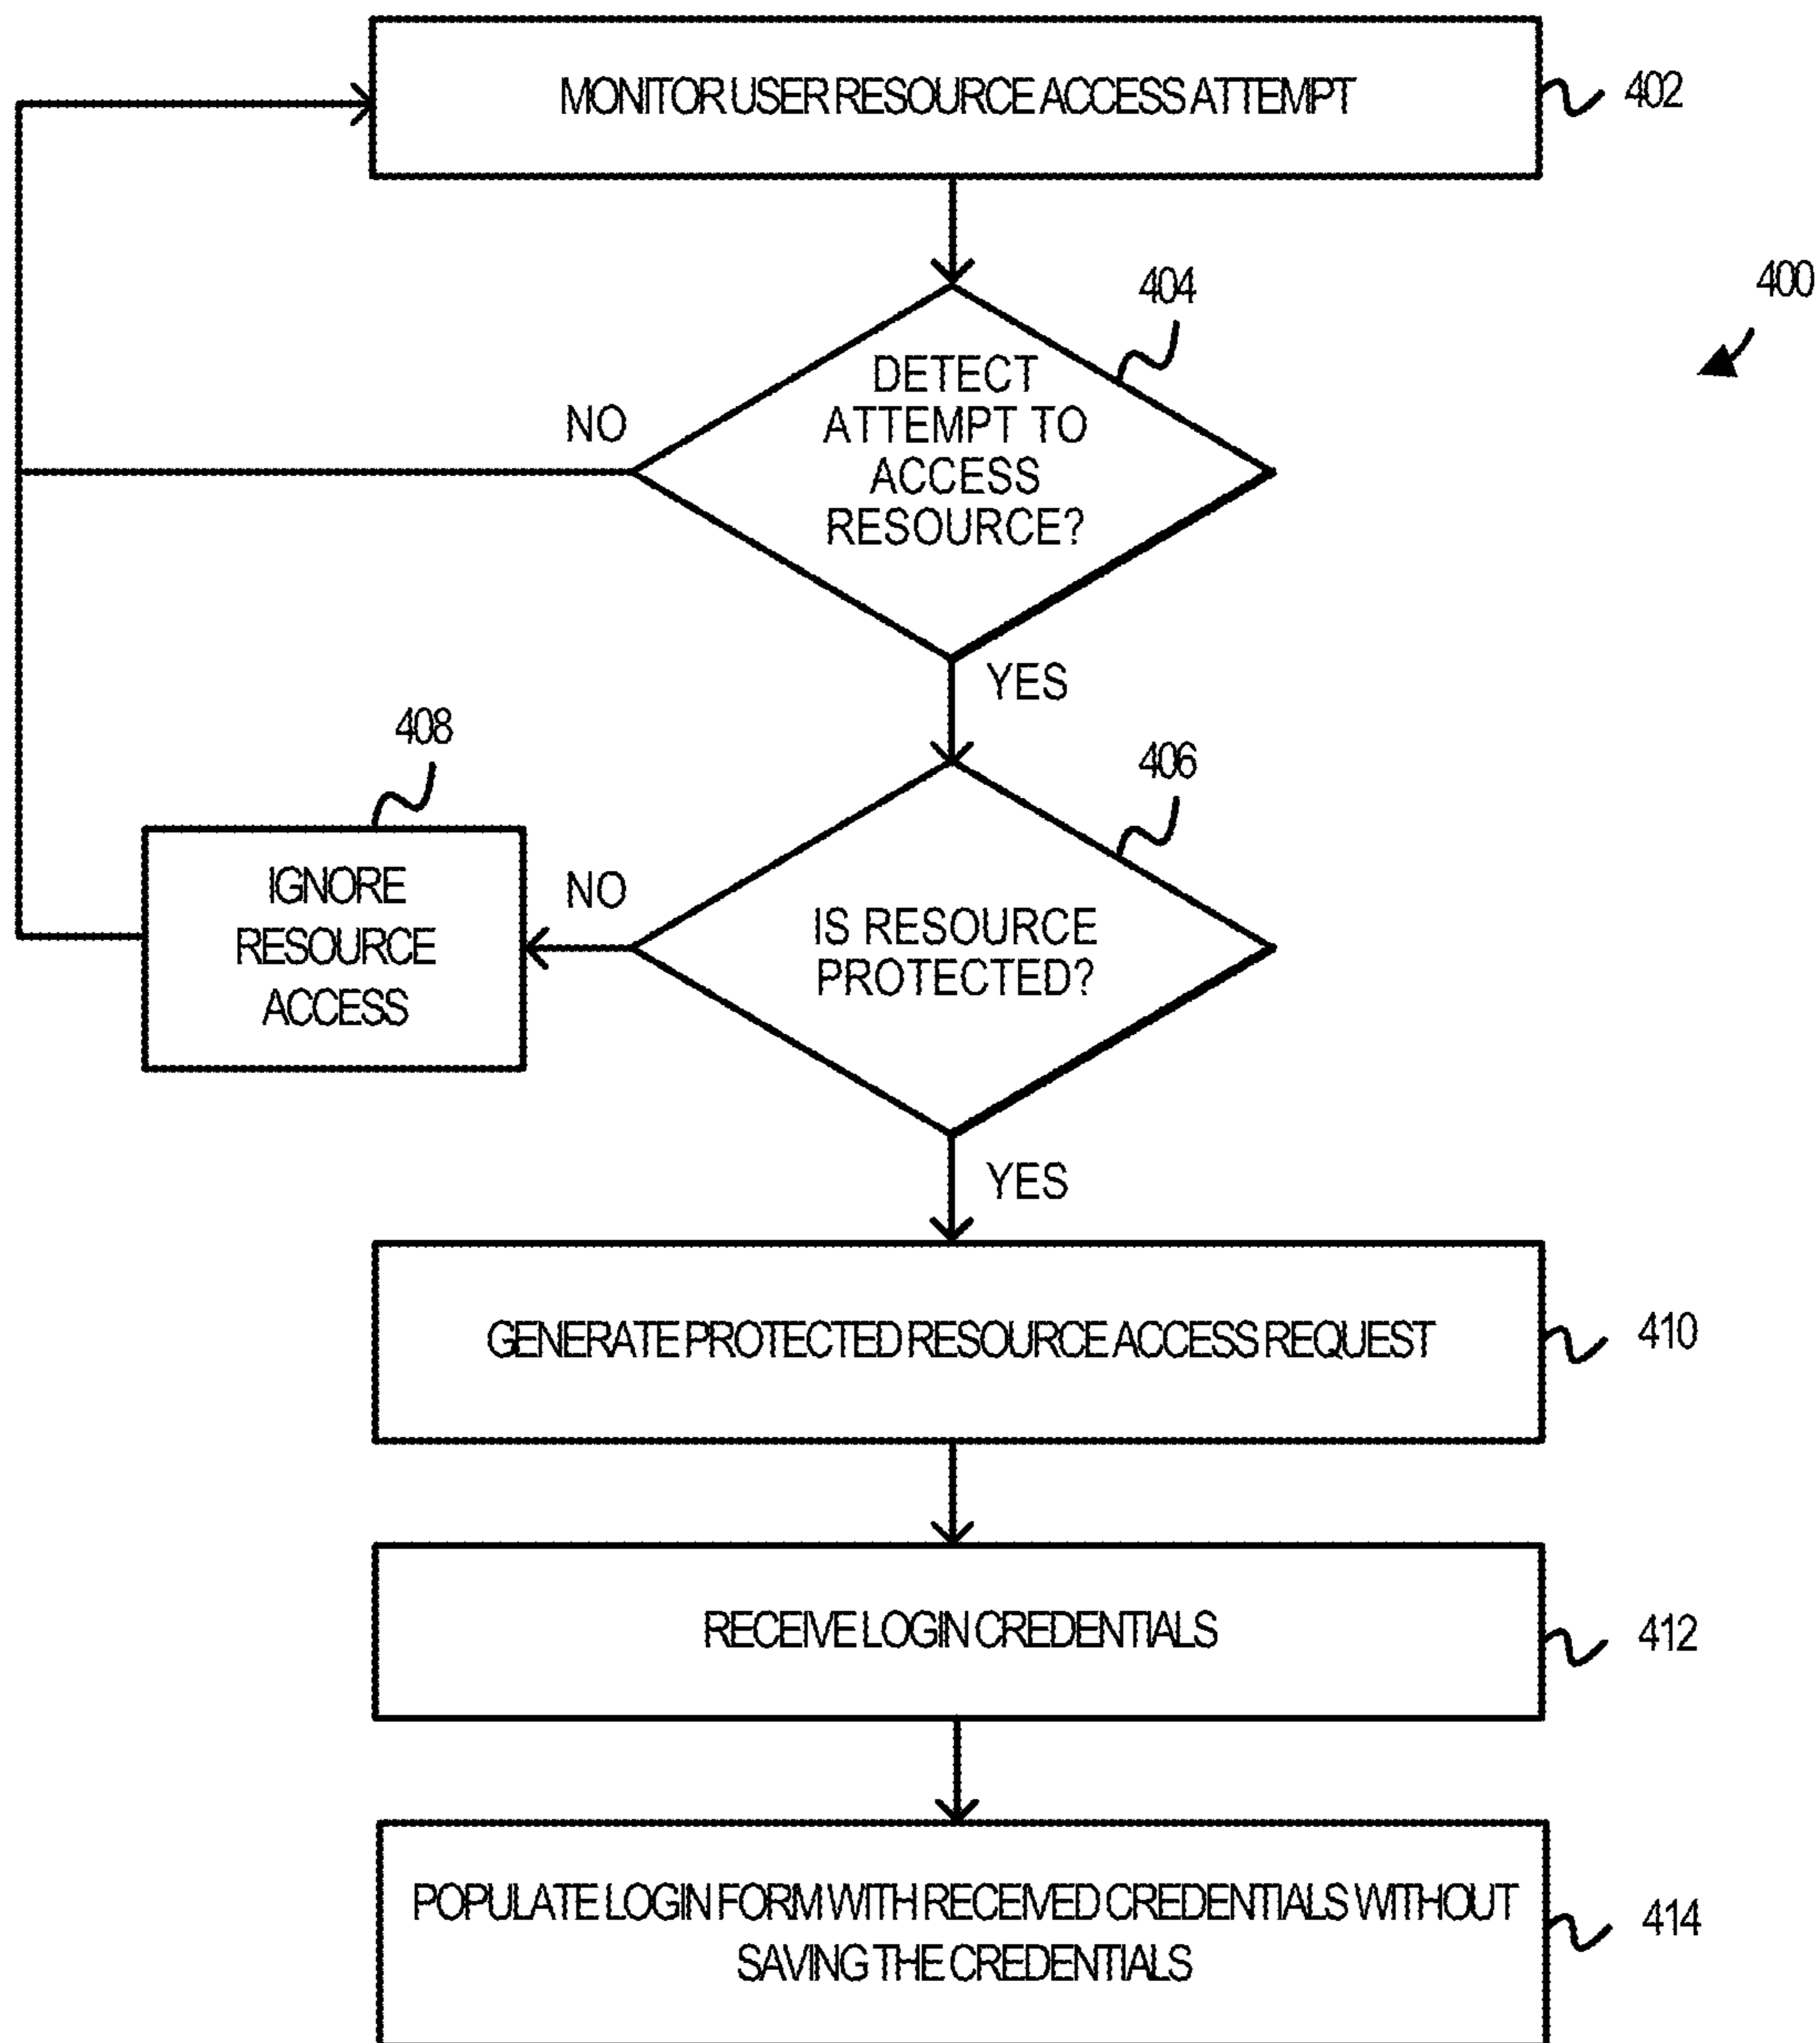 MONITOR USER RESOURCE ACCESS ATTEMPT
402
404
400
DETECT
ATTEMPT TO
ACCESS
RESOURCE?
NO
YES
408
406
IGNORE
RESOURCE
ACCESS
NO
IS RESOURCE
PROTECTED?
YES
GENERATE PROTECTED RESOURCE ACCESS REQUEST
410
RECEIVE LOGIN CREDENTIALS
412
POPULATE LOGIN FORM WITH RECEIVED CREDENTIALS WITHOUT
SAVING THE CREDENTIALS
414